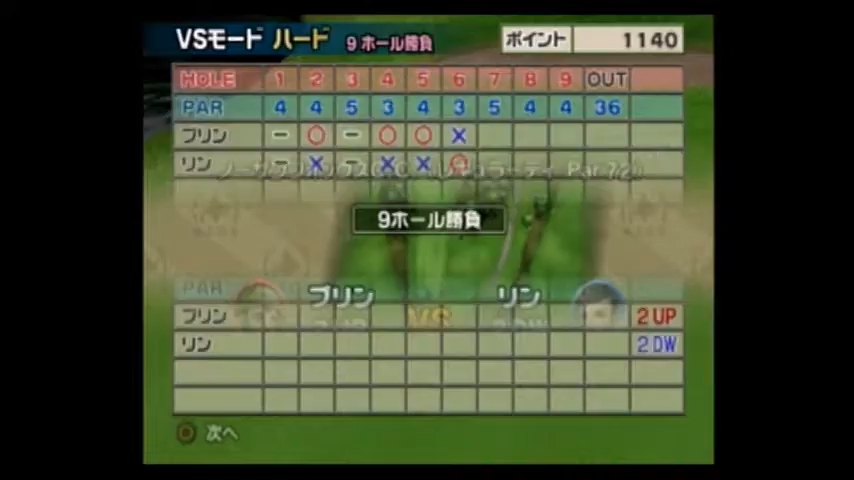 VSモード ハード 9 ホール勝負 ポイント 1140
HOLE 1 2 3 4 5 6 7 8 9 OUT
PAR 4 4 5 3 4 3 5 4 4 36
プリン – ○ – ○ ○ ×
リン – × – × × ○
Par 72
9ホール勝負
PAR
プリン VS リン
プリン 2UP
リン 2DW
次へ